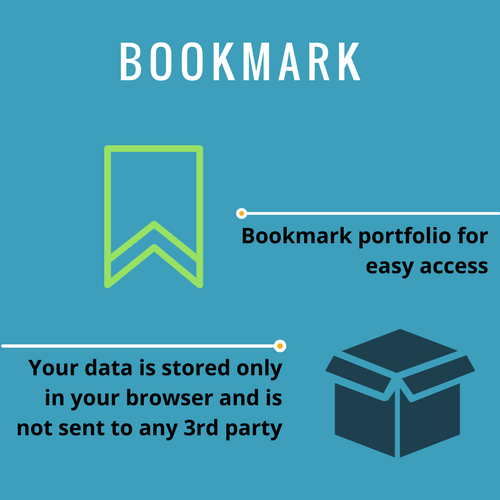 BOOKMARK
Bookmark portfolio for
easy access
Your data is stored only
in your browser and is
not sent to any 3rd party